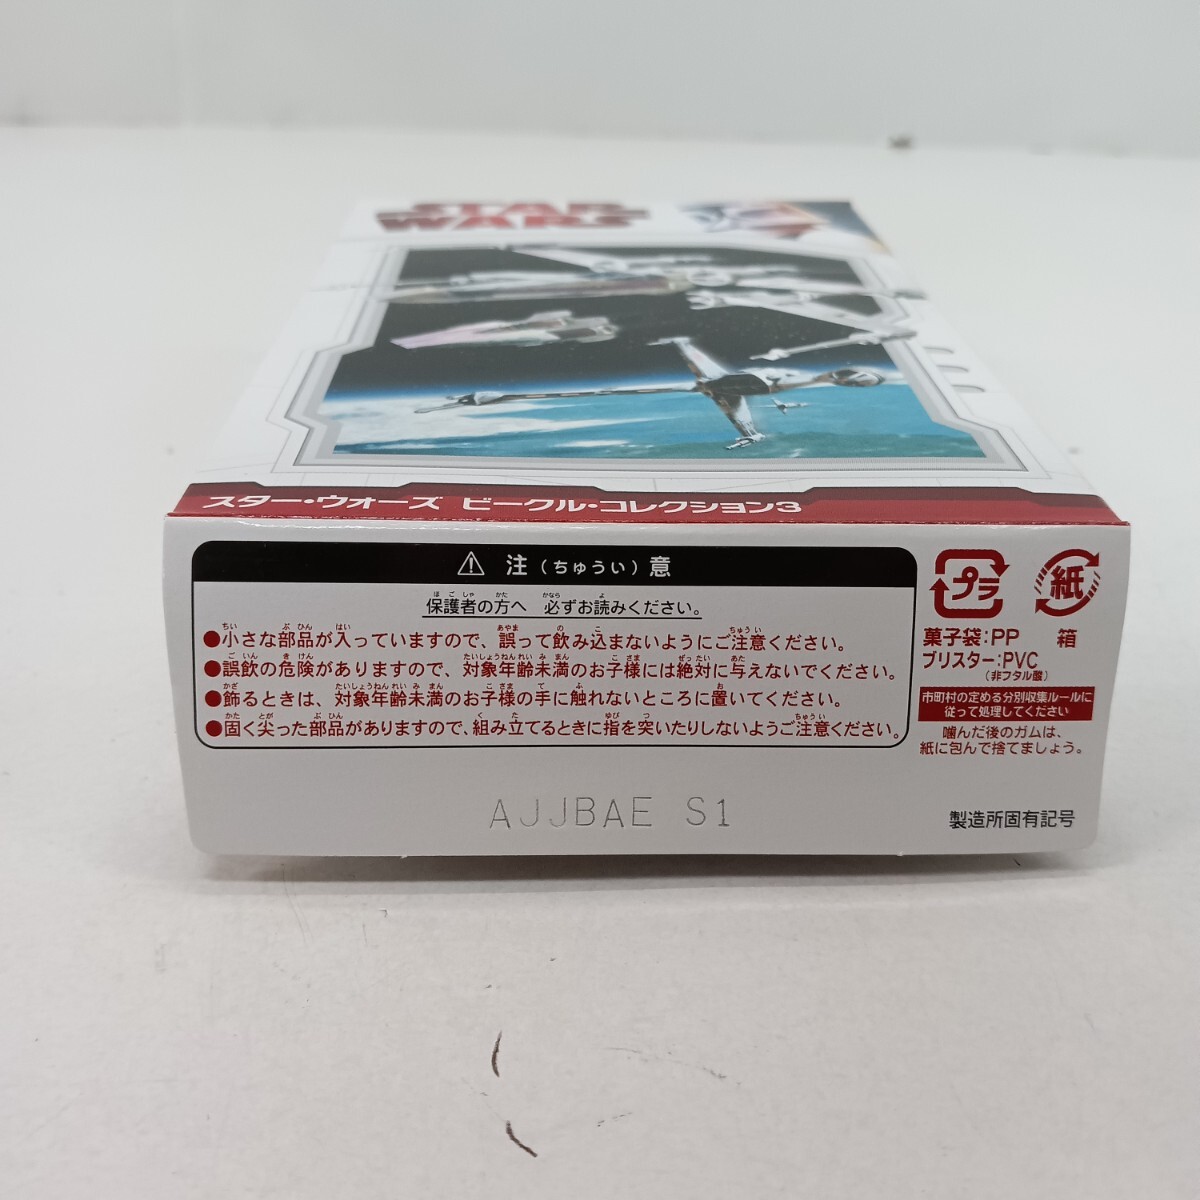 STAR
WARS
スター・ウォーズ ビークル・コレクション3
⚠ 注（ちゅうい）意
保護者の方へ 必ずお読みください。
●小さな部品が入っていますので、誤って飲み込まないようにご注意ください。
●誤飲の危険がありますので、対象年齢未満のお子様には絶対に与えないでください。
●飾るときは、対象年齢未満のお子様の手に触れないところに置いてください。
●固く尖った部品がありますので、組み立てるときに指を突いたりしないようご注意ください。
プラ 紙
菓子袋:PP 箱
ブリスター:PVC
（非フタル酸）
市町村の定める分別収集ルールに
従って処理してください
噛んだ後のガムは、
紙に包んで捨てましょう。
AJJBAE S1
製造所固有記号